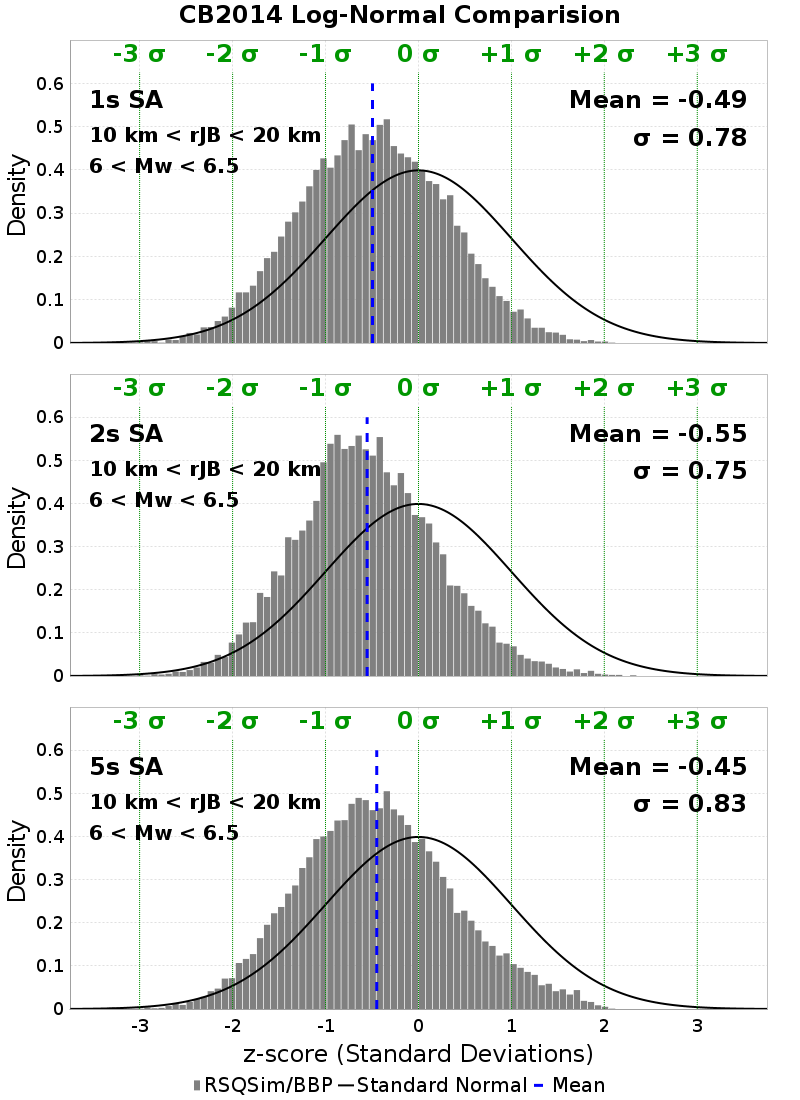 CB2014 Log-Normal Comparision
-3 σ -2 σ -1 σ 0 σ +1 σ +2 σ +3 σ
0.6
1s SA Mean = -0.49
0.5
10 km < rJB < 20 km σ = 0.78
6 < Mw < 6.5
0.4
Density
0.3
0.2
0.1
0
-3 σ -2 σ -1 σ 0 σ +1 σ +2 σ +3 σ
0.6
2s SA Mean = -0.55
0.5
10 km < rJB < 20 km σ = 0.75
6 < Mw < 6.5
0.4
Density
0.3
0.2
0.1
0
-3 σ -2 σ -1 σ 0 σ +1 σ +2 σ +3 σ
0.6
5s SA Mean = -0.45
0.5
10 km < rJB < 20 km σ = 0.83
6 < Mw < 6.5
0.4
Density
0.3
0.2
0.1
0
-3 -2 -1 0 1 2 3
z-score (Standard Deviations)
RSQSim/BBP Standard Normal Mean